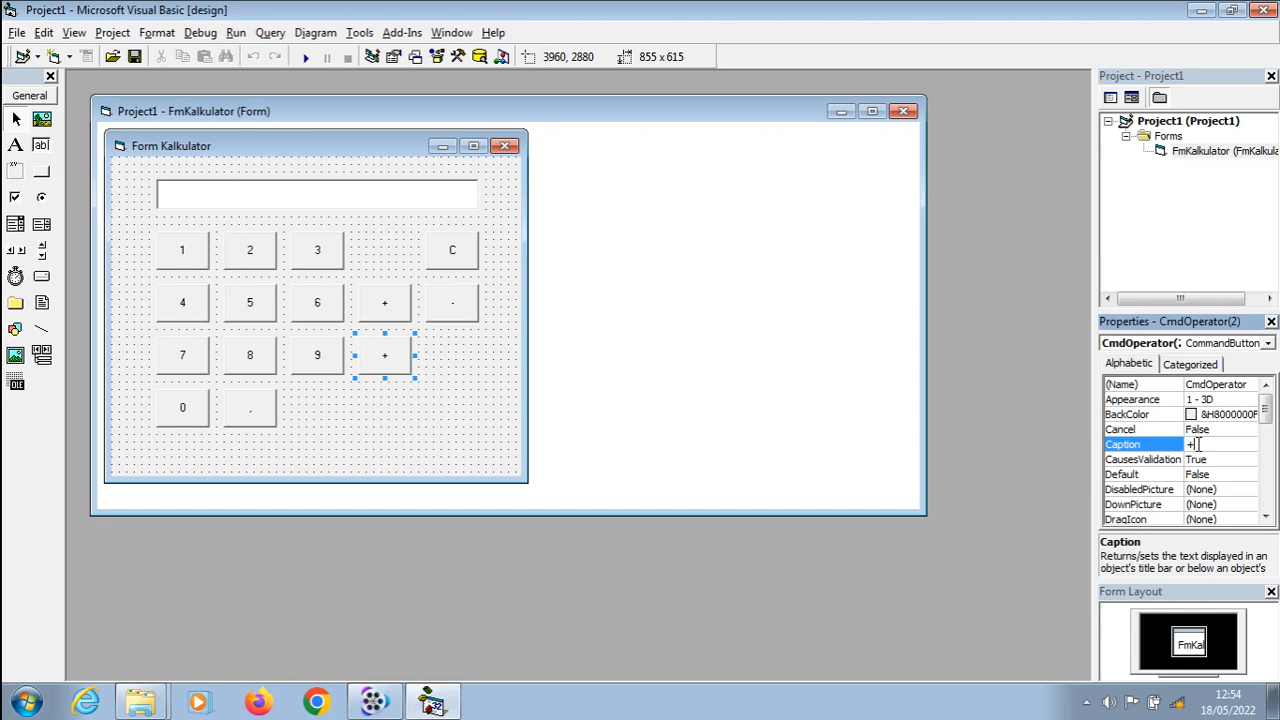 Project1 - Microsoft Visual Basic [design]
File Edit View Project Format Debug Run Query Diagram Tools Add-Ins Window Help
3960, 2880 855 x 615
General
Project1 - FmKalkulator (Form)
Form Kalkulator
1 2 3 C
4 5 6 + -
7 8 9 +
0 .
Project - Project1
Project1 (Project1)
Forms
FmKalkulator (FmKalkula
Properties - CmdOperator(2)
CmdOperator(2 CommandButton
Alphabetic Categorized
(Name) CmdOperator
Appearance 1 - 3D
BackColor &H8000000F
Cancel False
Caption +
CausesValidation True
Default False
DisabledPicture (None)
DownPicture (None)
DragIcon (None)
Caption
Returns/sets the text displayed in an
object's title bar or below an object's
Form Layout
FmKal
12:54
18/05/2022